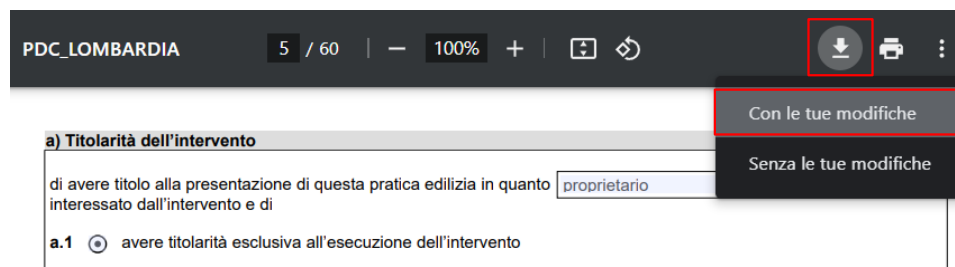 PDC_LOMBARDIA 5 / 60 100%
Con le tue modifiche
Senza le tue modifiche
a) Titolarità dell'intervento
di avere titolo alla presentazione di questa pratica edilizia in quanto proprietario
interessato dall'intervento e di
a.1 avere titolarità esclusiva all'esecuzione dell'intervento